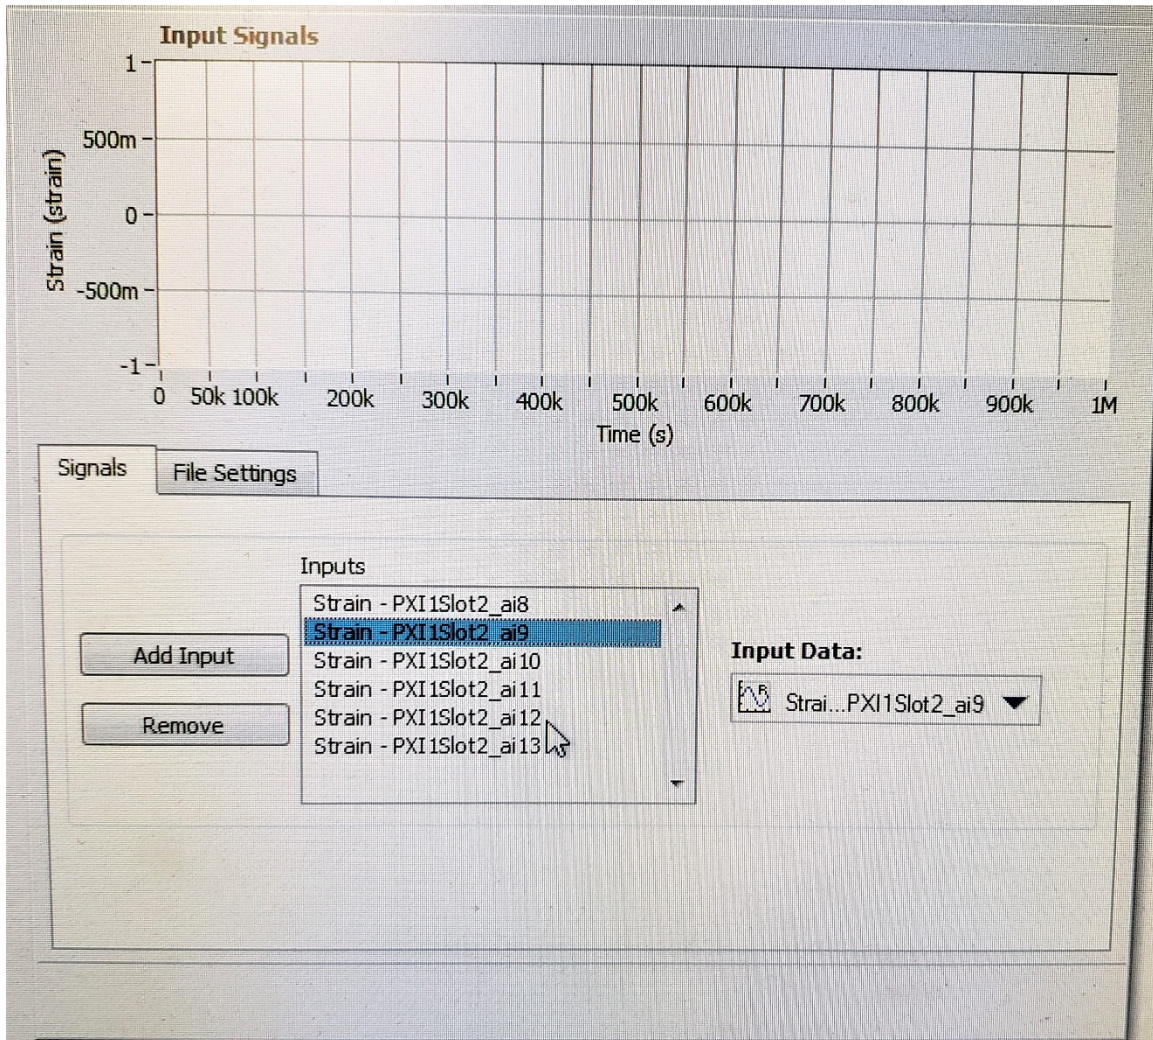 Input Signals
1
500m
0
-500m
-1
Strain (strain)
0 50k 100k 200k 300k 400k 500k 600k 700k 800k 900k 1M
Time (s)
Signals File Settings
Inputs
Strain - PXI1Slot2_ai8
Strain - PXI1Slot2_ai9
Strain - PXI1Slot2_ai10
Strain - PXI1Slot2_ai11
Strain - PXI1Slot2_ai12
Strain - PXI1Slot2_ai13
Add Input
Remove
Input Data:
Strai...PXI1Slot2_ai9